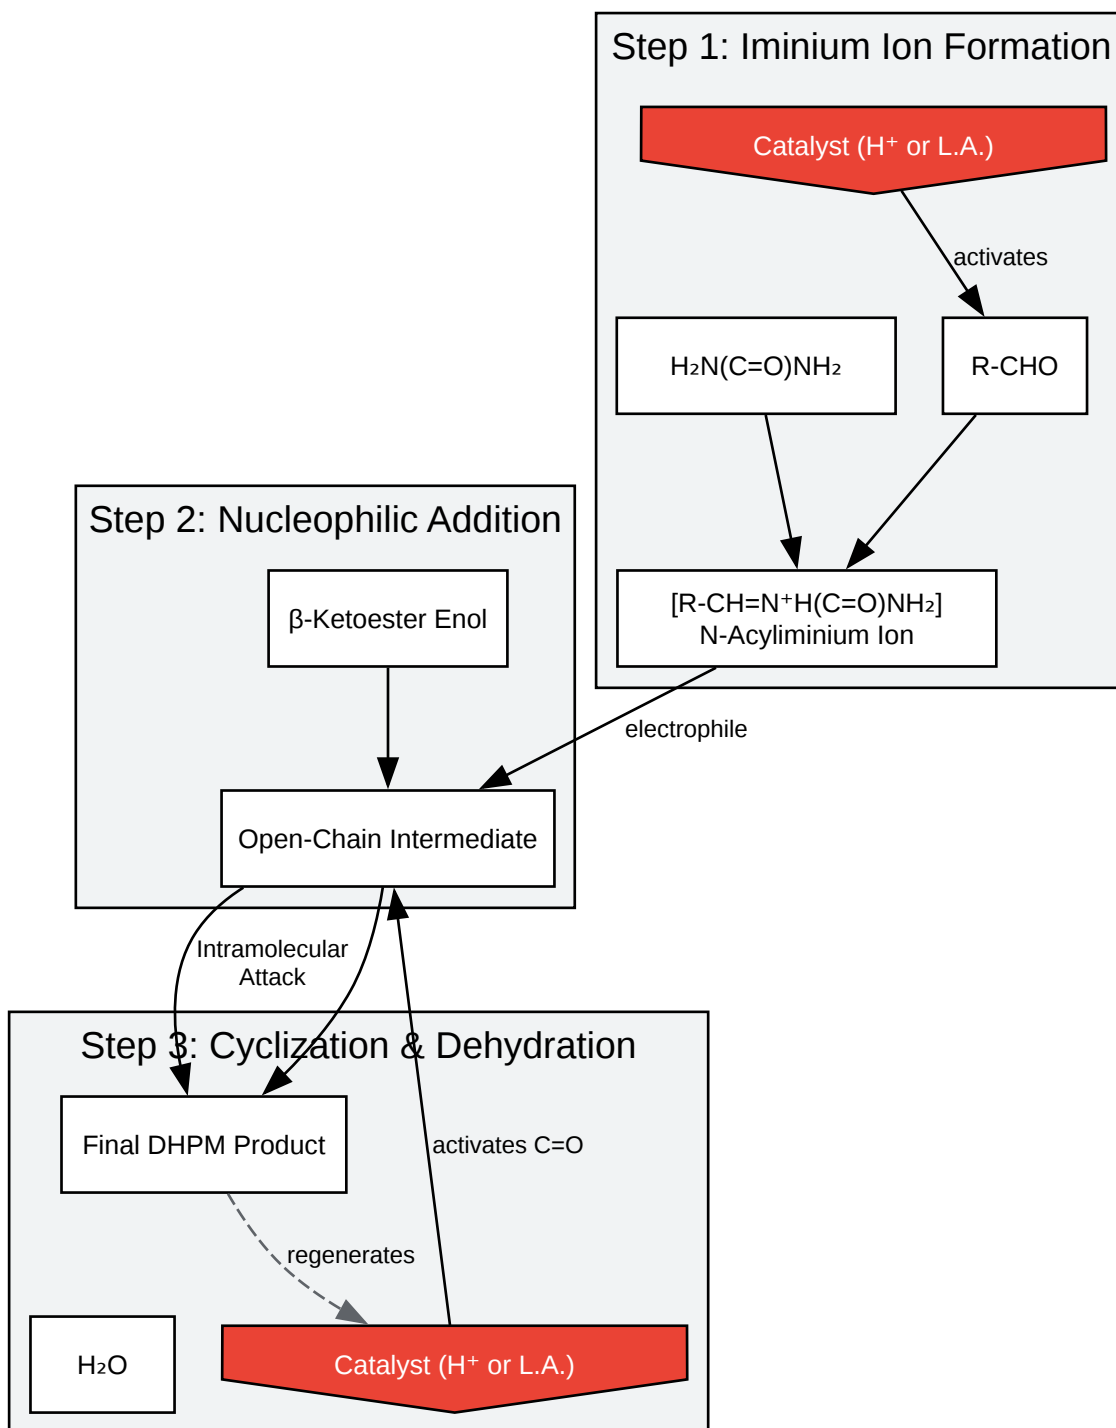 Step 1: Iminium Ion Formation
Catalyst (H⁺ or L.A.)
activates
H₂N(C=O)NH₂
R-CHO
[R-CH=N⁺H(C=O)NH₂]
N-Acyliminium Ion
electrophile
Step 2: Nucleophilic Addition
β-Ketoester Enol
Open-Chain Intermediate
Intramolecular
Attack
Step 3: Cyclization & Dehydration
Final DHPM Product
activates C=O
regenerates
H₂O
Catalyst (H⁺ or L.A.)